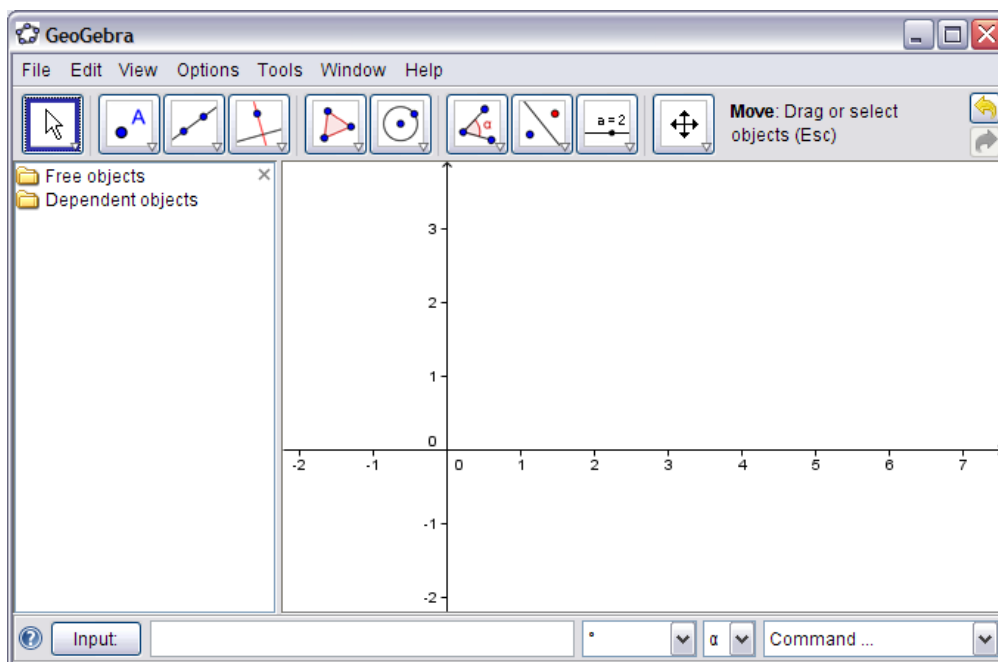 GeoGebra
File Edit View Options Tools Window Help
A
α
a = 2
Move: Drag or select
objects (Esc)
Free objects
Dependent objects
3
2
1
0
-2 -1 0 1 2 3 4 5 6 7
-1
-2
Input: ° α Command ...